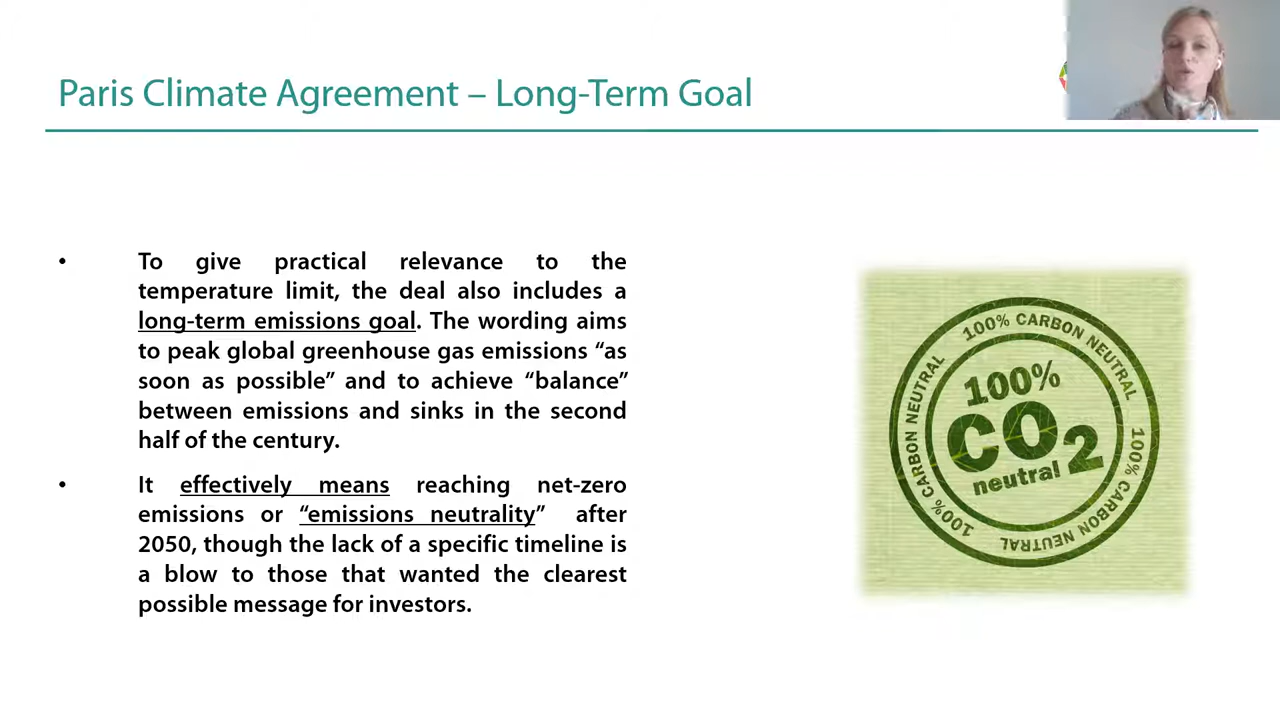 Paris Climate Agreement – Long-Term Goal
• To give practical relevance to the
temperature limit, the deal also includes a
long-term emissions goal. The wording aims
to peak global greenhouse gas emissions “as
soon as possible” and to achieve “balance”
between emissions and sinks in the second
half of the century.
• It effectively means reaching net-zero
emissions or “emissions neutrality” after
2050, though the lack of a specific timeline is
a blow to those that wanted the clearest
possible message for investors.
100% CARBON NEUTRAL
100% CARBON NEUTRAL
100% CARBON NEUTRAL
100%
CO2
neutral